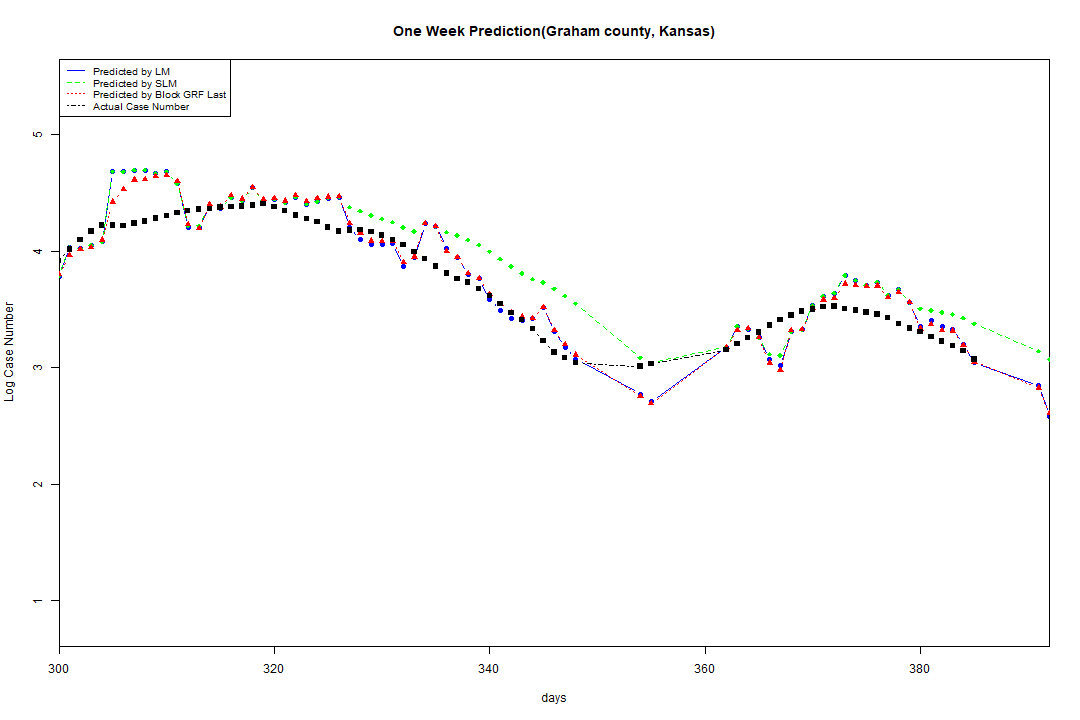 One Week Prediction(Graham county, Kansas)
Predicted by LM
Predicted by SLM
Predicted by Block GRF Last
Actual Case Number
5
4
3
2
1
Log Case Number
300 320 340 360 380
days